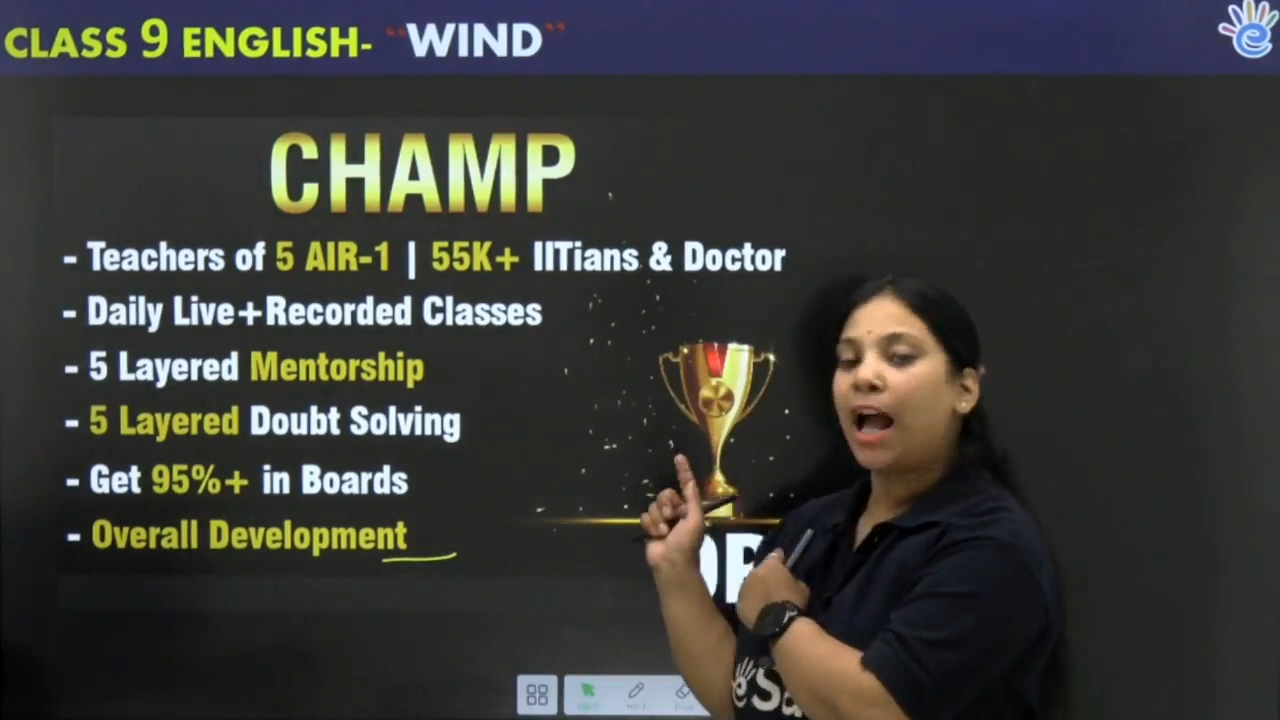 CLASS 9 ENGLISH- "WIND"
e
CHAMP
- Teachers of 5 AIR-1 | 55K+ IITians & Doctor
- Daily Live+Recorded Classes
- 5 Layered Mentorship
- 5 Layered Doubt Solving
- Get 95%+ in Boards
- Overall Development